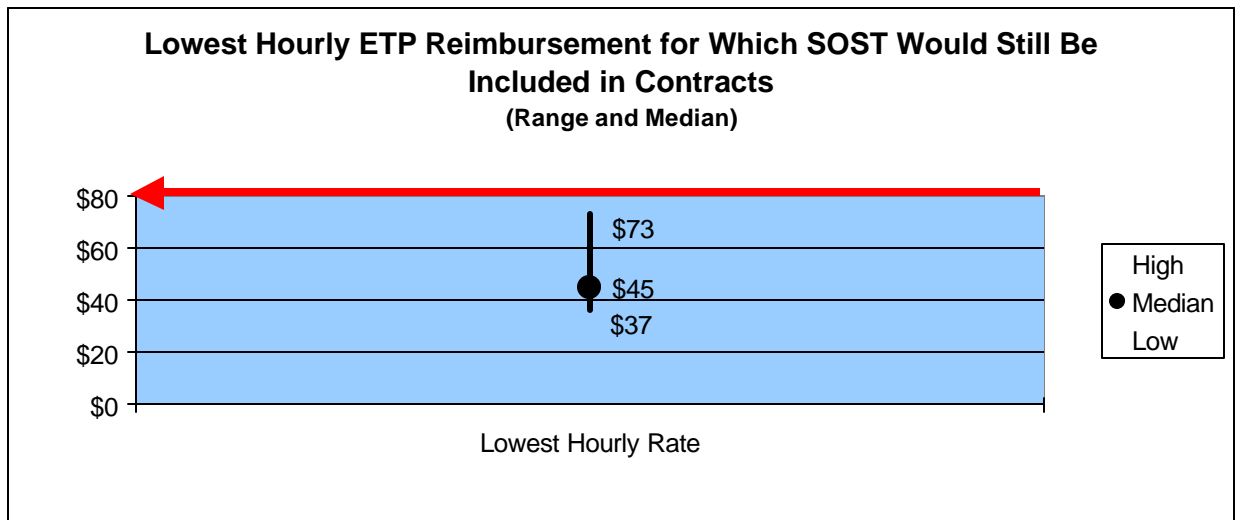 Lowest Hourly ETP Reimbursement for Which SOST Would Still Be
Included in Contracts
(Range and Median)
$80
$60
$40
$20
$0
$73
$45
$37
Lowest Hourly Rate
High
Median
Low